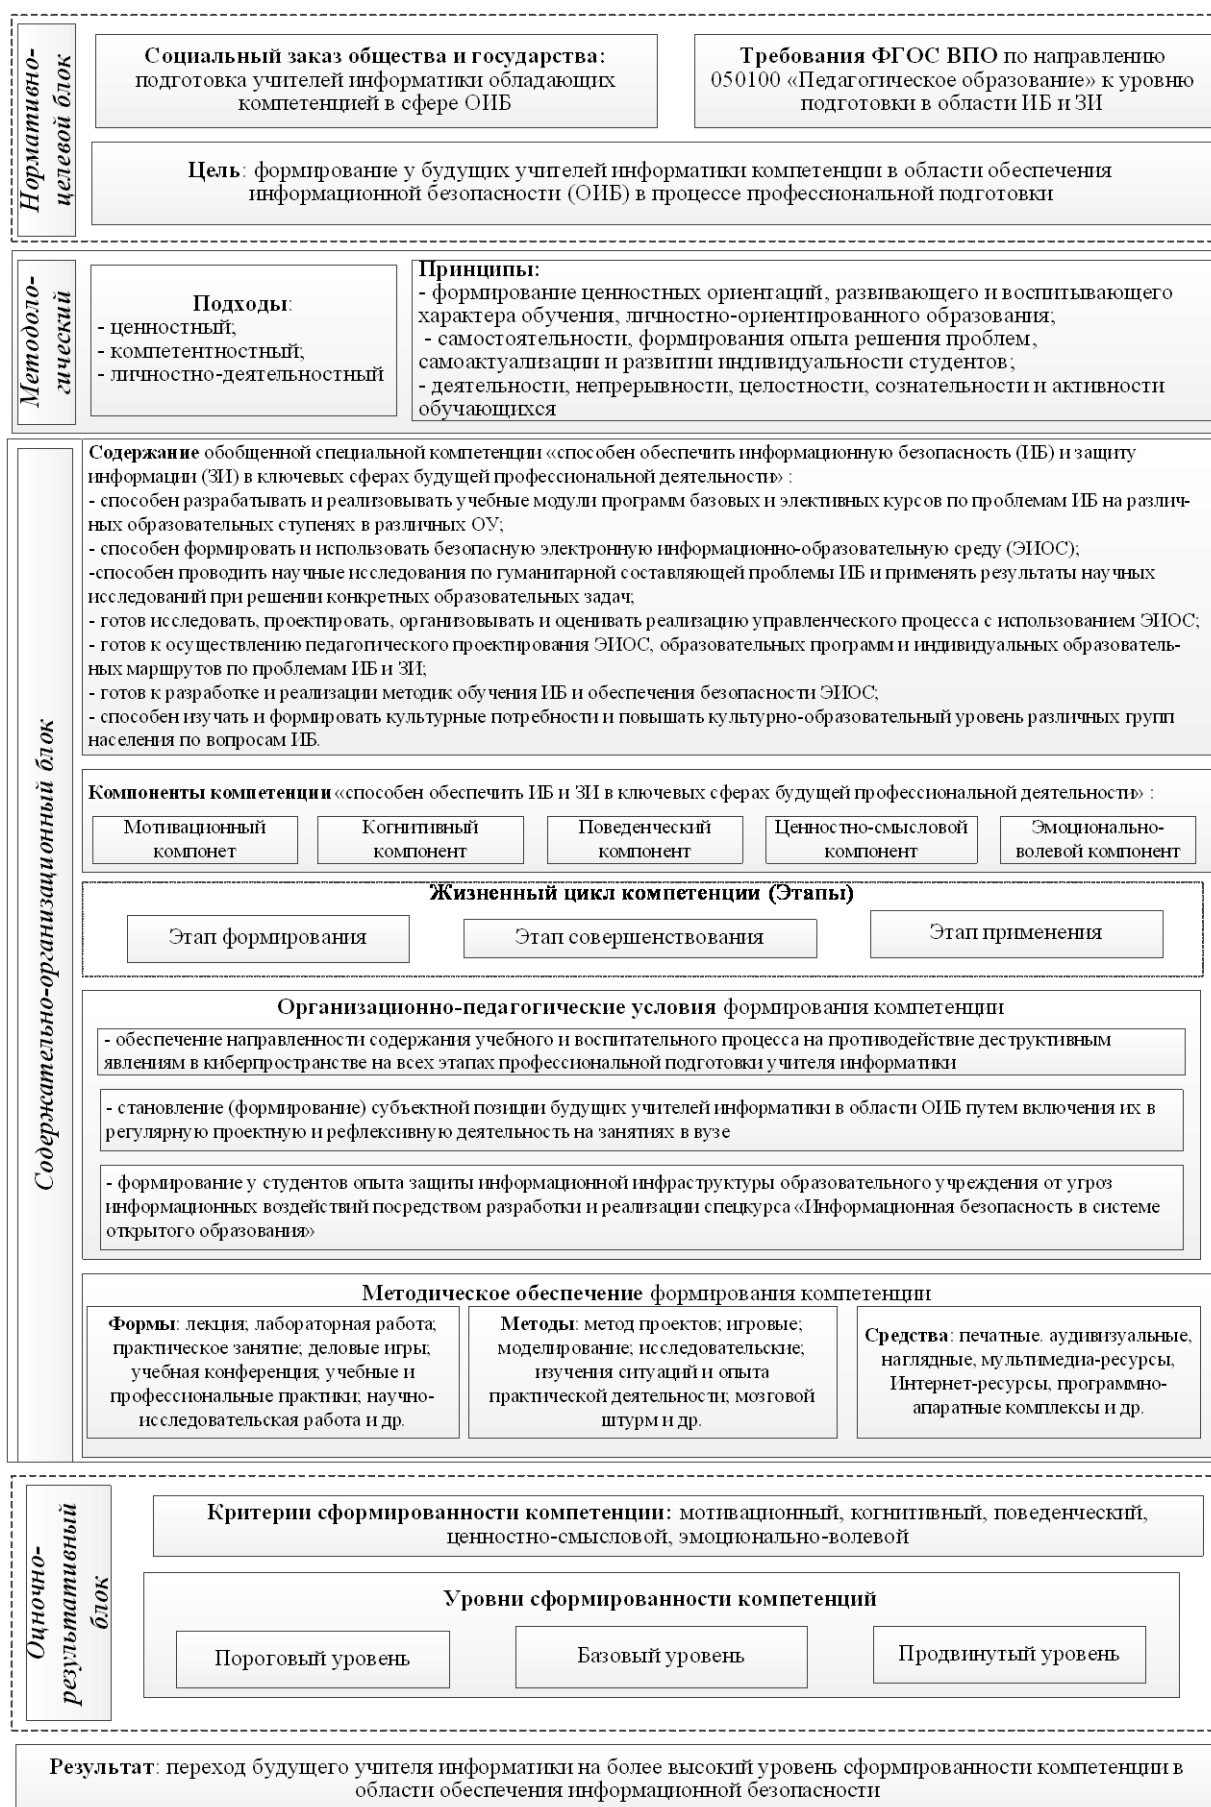 Нормативно-
целевой блок
Социальный заказ общества и государства:
подготовка учителей информатики обладающих
компетенцией в сфере ОИБ
Требования ФГОС ВПО по направлению
050100 «Педагогическое образование» к уровню
подготовки в области ИБ и ЗИ
Цель: формирование у будущих учителей информатики компетенции в области обеспечения
информационной безопасности (ОИБ) в процессе профессиональной подготовки
Методоло-
гический
Подходы:
- ценностный;
- компетентностный;
- личностно-деятельностный
Принципы:
- формирование ценностных ориентаций, развивающего и воспитывающего
характера обучения, личностно-ориентированного образования;
- самостоятельности, формирования опыта решения проблем,
самоактуализации и развитии индивидуальности студентов;
- деятельности, непрерывности, целостности, сознательности и активности
обучающихся
Содержательно-организационный блок
Содержание обобщенной специальной компетенции «способен обеспечить информационную безопасность (ИБ) и защиту
информации (ЗИ) в ключевых сферах будущей профессиональной деятельности» :
- способен разрабатывать и реализовывать учебные модули программ базовых и элективных курсов по проблемам ИБ на различ-
ных образовательных ступенях в различных ОУ;
- способен формировать и использовать безопасную электронную информационно-образовательную среду (ЭИОС);
-способен проводить научные исследования по гуманитарной составляющей проблемы ИБ и применять результаты научных
исследований при решении конкретных образовательных задач;
- готов исследовать, проектировать, организовывать и оценивать реализацию управленческого процесса с использованием ЭИОС;
- готов к осуществлению педагогического проектирования ЭИОС, образовательных программ и индивидуальных образователь-
ных маршрутов по проблемам ИБ и ЗИ;
- готов к разработке и реализации методик обучения ИБ и обеспечения безопасности ЭИОС;
- способен изучать и формировать культурные потребности и повышать культурно-образовательный уровень различных групп
населения по вопросам ИБ.
Компоненты компетенции «способен обеспечить ИБ и ЗИ в ключевых сферах будущей профессиональной деятельности» :
Мотивационный
компонет
Когнитивный
компонент
Поведенческий
компонент
Ценностно-смысловой
компонент
Эмоционально-
волевой компонент
Жизненный цикл компетенции (Этапы)
Этап формирования
Этап совершенствования
Этап применения
Организационно-педагогические условия формирования компетенции
- обеспечение направленности содержания учебного и воспитательного процесса на противодействие деструктивным
явлениям в киберпространстве на всех этапах профессиональной подготовки учителя информатики
- становление (формирование) субъектной позиции будущих учителей информатики в области ОИБ путем включения их в
регулярную проектную и рефлексивную деятельность на занятиях в вузе
- формирование у студентов опыта защиты информационной инфраструктуры образовательного учреждения от угроз
информационных воздействий посредством разработки и реализации спецкурса «Информационная безопасность в системе
открытого образования»
Методическое обеспечение формирования компетенции
Формы: лекция; лабораторная работа;
практическое занятие; деловые игры;
учебная конференция; учебные и
профессиональные практики; научно-
исследовательская работа и др.
Методы: метод проектов; игровые;
моделирование; исследовательские;
изучения ситуаций и опыта
практической деятельности; мозговой
штурм и др.
Средства: печатные. аудивизуальные,
наглядные, мультимедиа-ресурсы,
Интернет-ресурсы, программно-
аппаратные комплексы и др.
Оцночно-
результативный
блок
Критерии сформированности компетенции: мотивационный, когнитивный, поведенческий,
ценностно-смысловой, эмоционально-волевой
Уровни сформированности компетенций
Пороговый уровень
Базовый уровень
Продвинутый уровень
Результат: переход будущего учителя информатики на более высокий уровень сформированности компетенции в
области обеспечения информационной безопасности